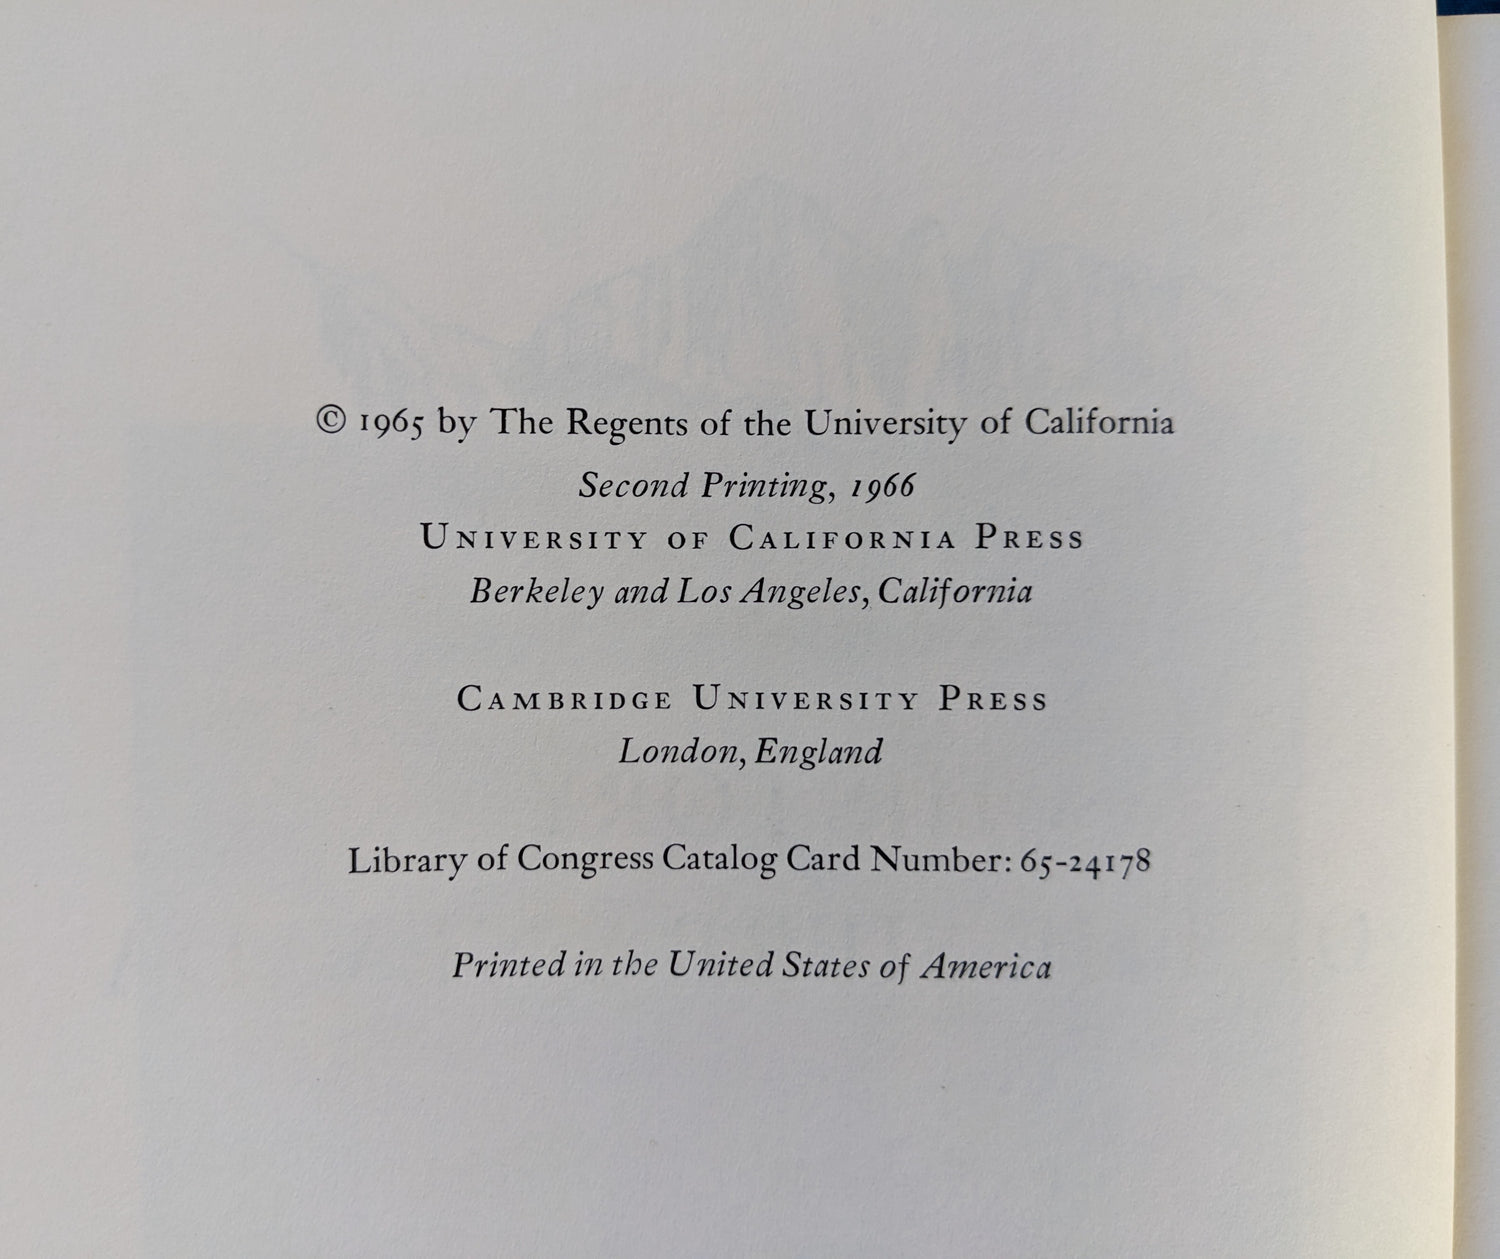 © 1965 by The Regents of the University of California
Second Printing, 1966
University of California Press
Berkeley and Los Angeles, California
Cambridge University Press
London, England
Library of Congress Catalog Card Number: 65-24178
Printed in the United States of America